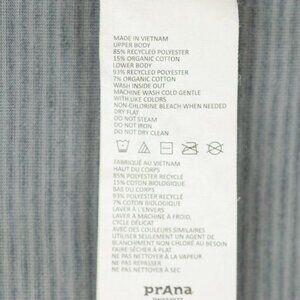 MADE IN VIETNAM
UPPER BODY
85% RECYCLED POLYESTER
15% ORGANIC COTTON
LOWER BODY
93% RECYCLED POLYESTER
7% ORGANIC COTTON
WASH INSIDE OUT
MACHINE WASH COLD GENTLE
WITH LIKE COLORS
NON-CHLORINE BLEACH WHEN NEEDED
DRY FLAT
DO NOT STEAM
DO NOT IRON
DO NOT DRY CLEAN
FABRIQUÉ AU VIETNAM
HAUT DU CORPS
85% POLYESTER RECYCLÉ
15% COTON BIOLOGIQUE
BAS DU CORPS
93% POLYESTER RECYCLÉ
7% COTON BIOLOGIQUE
LAVER À L'ENVERS
LAVER À MACHINE À FROID,
CYCLE DÉLICAT
AVEC DES COULEURS SIMILAIRES
UTILISER SEULEMENT UN AGENT DE
BLANCHIMENT NON CHLORÉ AU BESOIN
FAIRE SÉCHER À PLAT
NE PAS NETTOYER À LA VAPEUR
NE PAS REPASSER
NE PAS NETTOYER À SEC
prAna